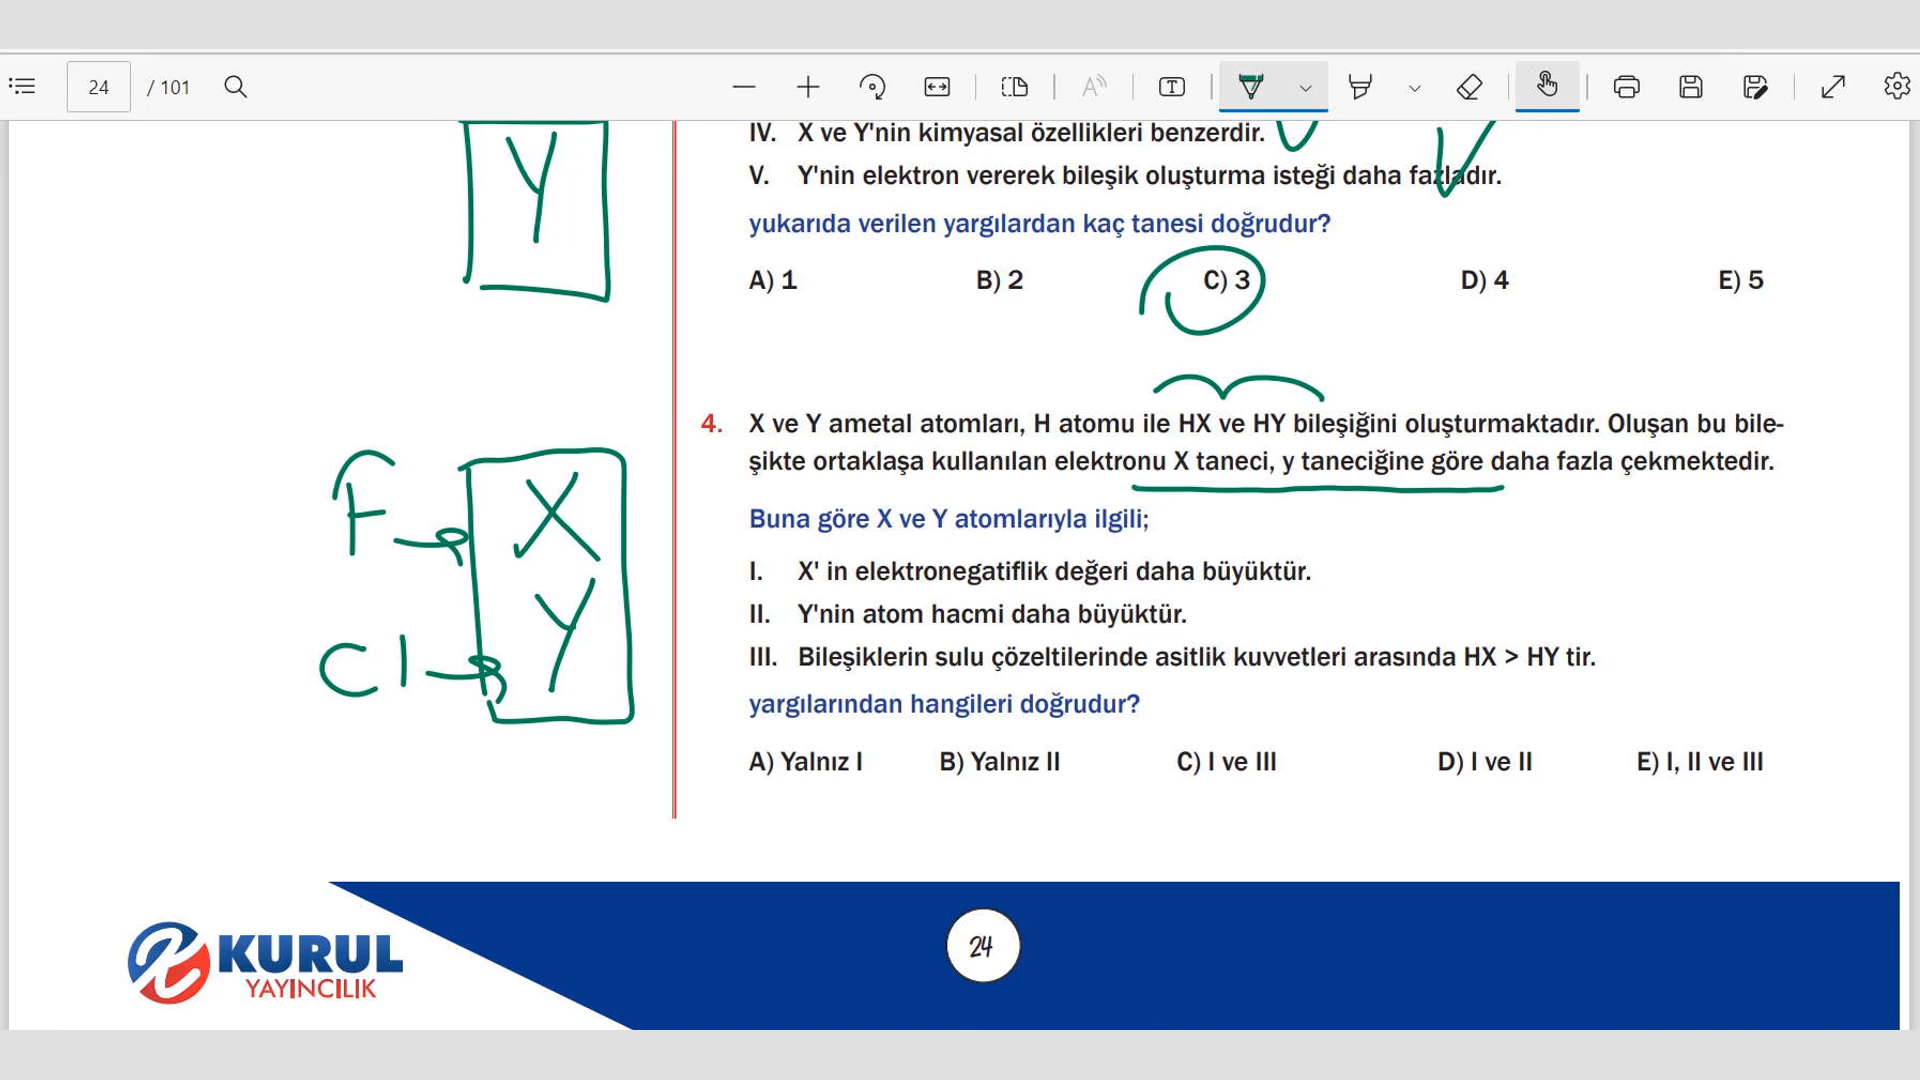 24 / 101
Y
IV. X ve Y'nin kimyasal özellikleri benzerdir.
V. Y'nin elektron vererek bileşik oluşturma isteği daha fazladır.
yukarıda verilen yargılardan kaç tanesi doğrudur?
A) 1 B) 2 C) 3 D) 4 E) 5
4. X ve Y ametal atomları, H atomu ile HX ve HY bileşiğini oluşturmaktadır. Oluşan bu bile-
şikte ortaklaşa kullanılan elektronu X taneci, y taneciğine göre daha fazla çekmektedir.
Buna göre X ve Y atomlarıyla ilgili;
I. X' in elektronegatiflik değeri daha büyüktür.
II. Y'nin atom hacmi daha büyüktür.
III. Bileşiklerin sulu çözeltilerinde asitlik kuvvetleri arasında HX > HY tir.
yargılarından hangileri doğrudur?
A) Yalnız I B) Yalnız II C) I ve III D) I ve II E) I, II ve III
F X
Cl Y
KURUL
YAYINCILIK
24